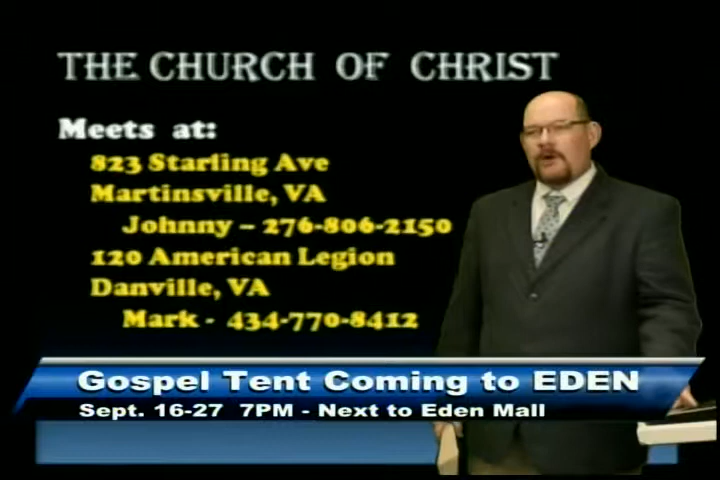 THE CHURCH OF CHRIST
Meets at:
823 Starling Ave
Martinsville, VA
Johnny – 276-806-2150
120 American Legion
Danville, VA
Mark - 434-770-8412
Gospel Tent Coming to EDEN
Sept. 16-27 7PM - Next to Eden Mall